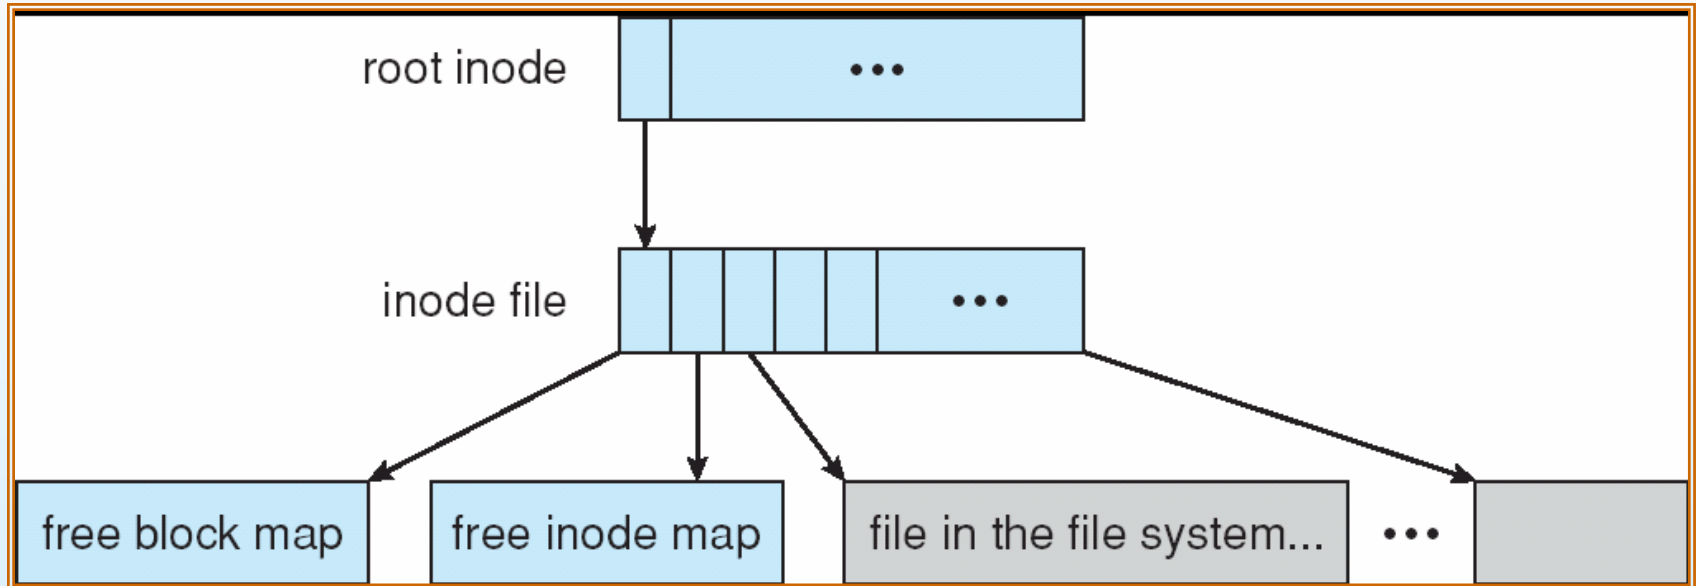 root inode
•••
inode file
•••
free block map
free inode map
file in the file system...
•••